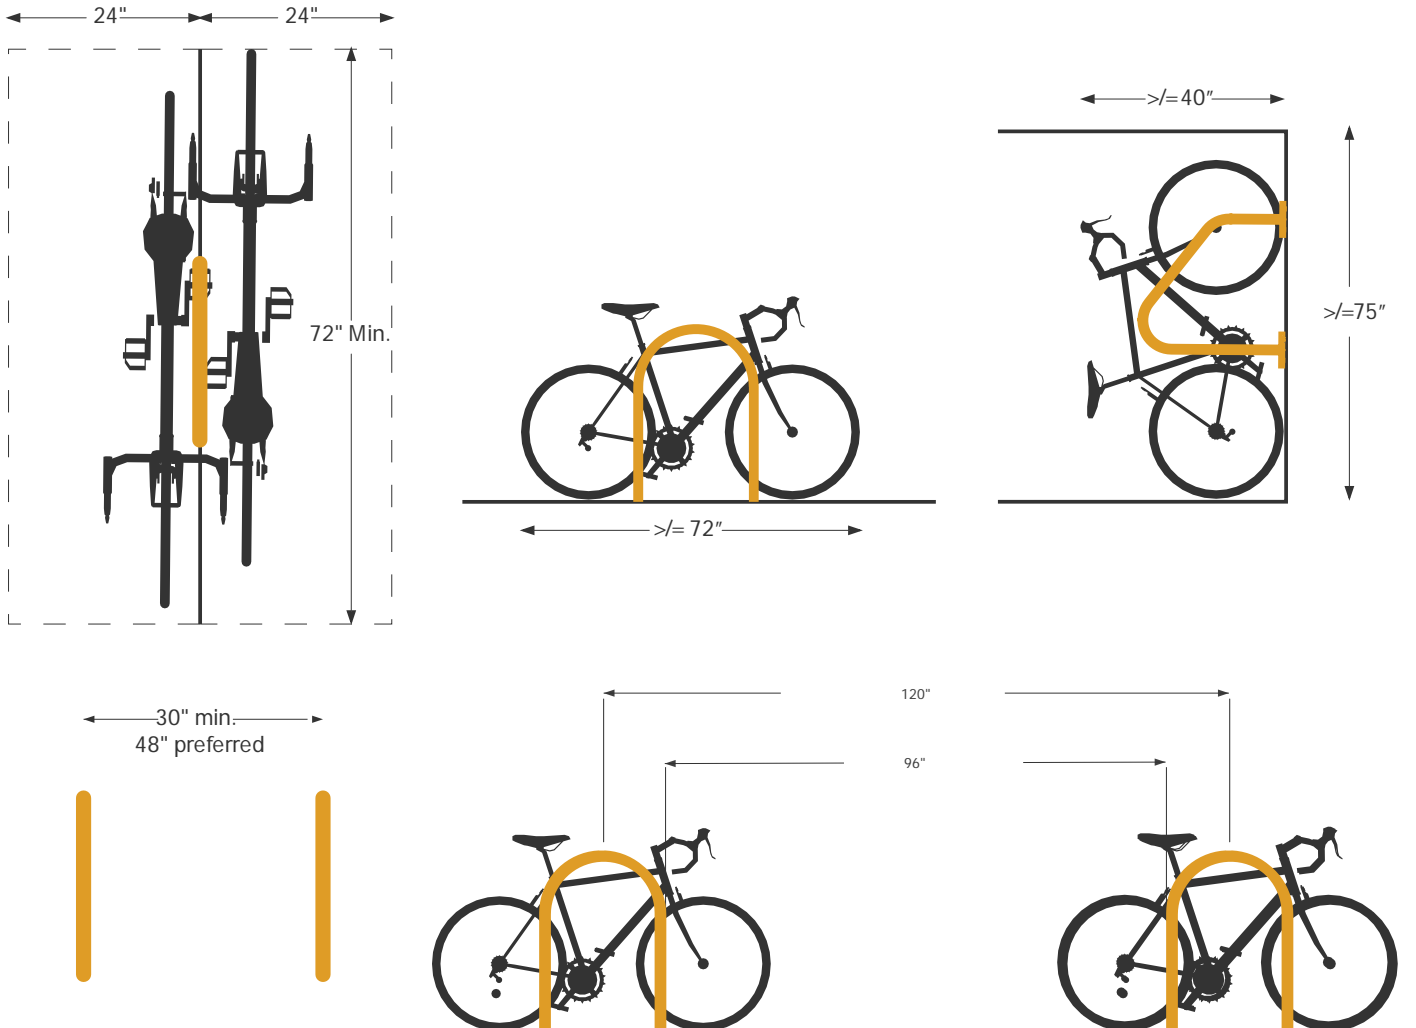 24" 24"
>/=40"
72" Min.
>/=75"
>/= 72"
120"
30" min.
48" preferred
96"